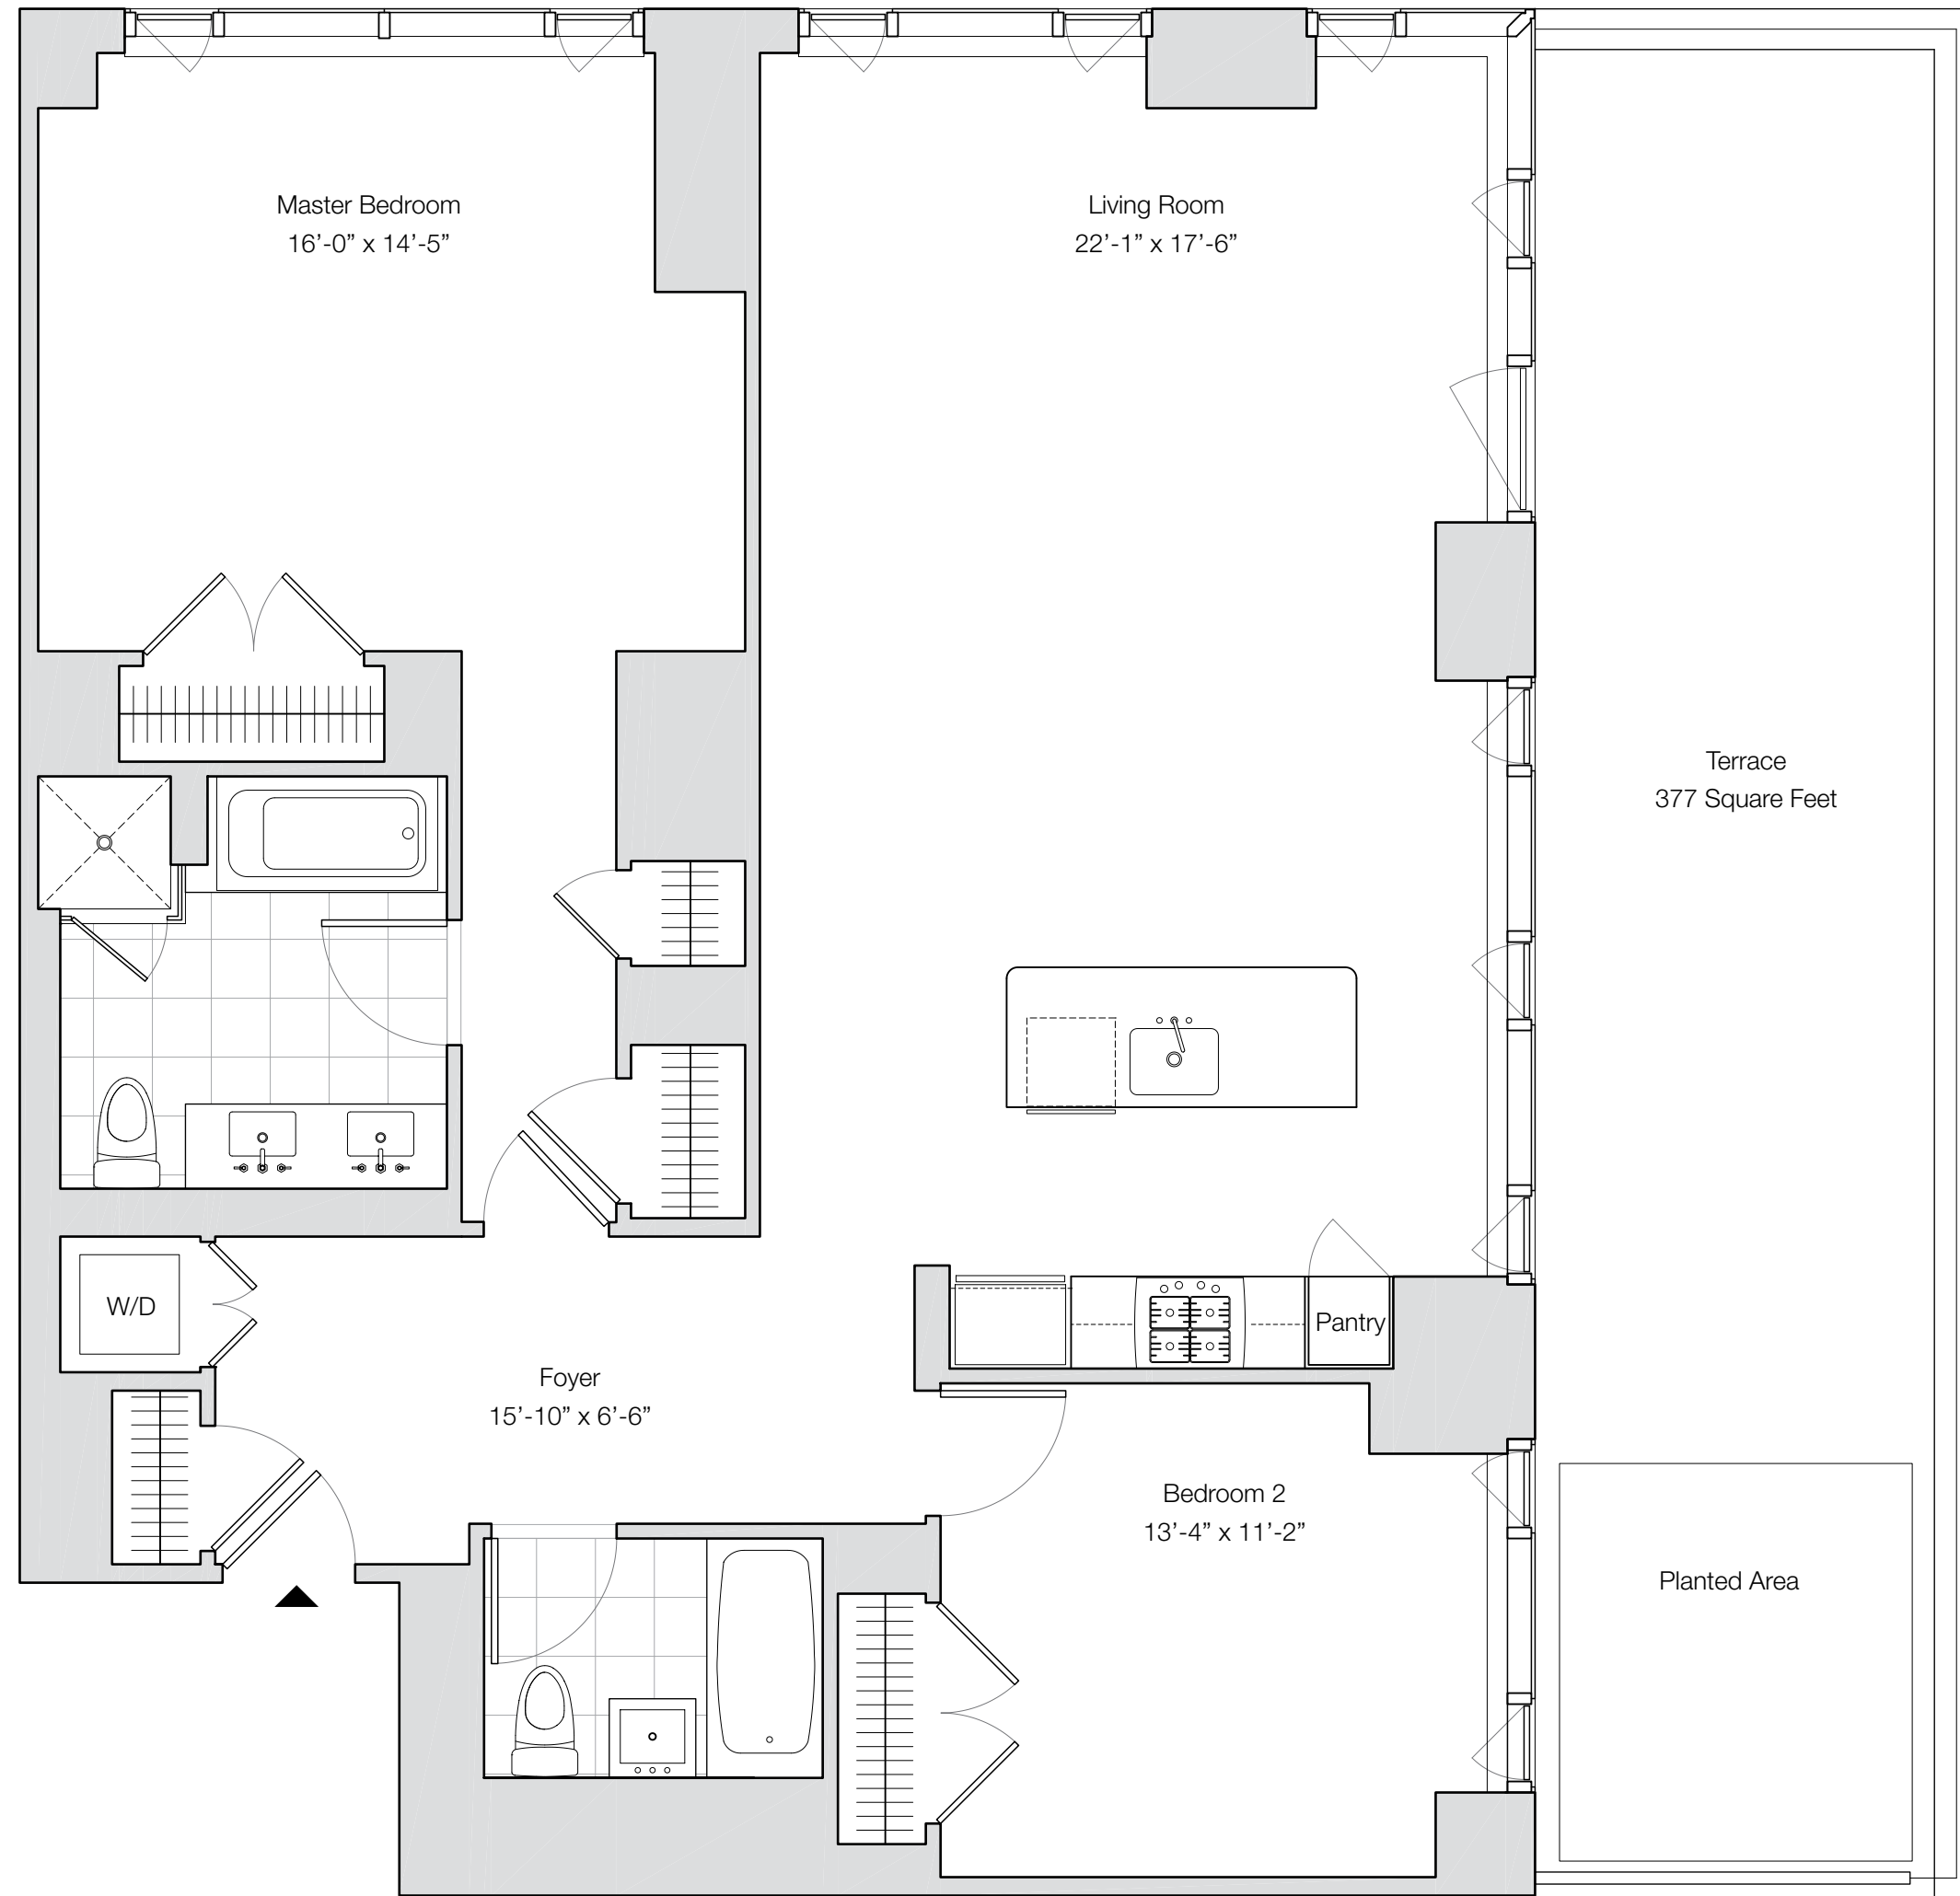 Master Bedroom
16’-0” x 14’-5”
Living Room
22’-1” x 17’-6”
Terrace
377 Square Feet
W/D
Pantry
Foyer
15’-10” x 6’-6”
Bedroom 2
13’-4” x 11’-2”
Planted Area